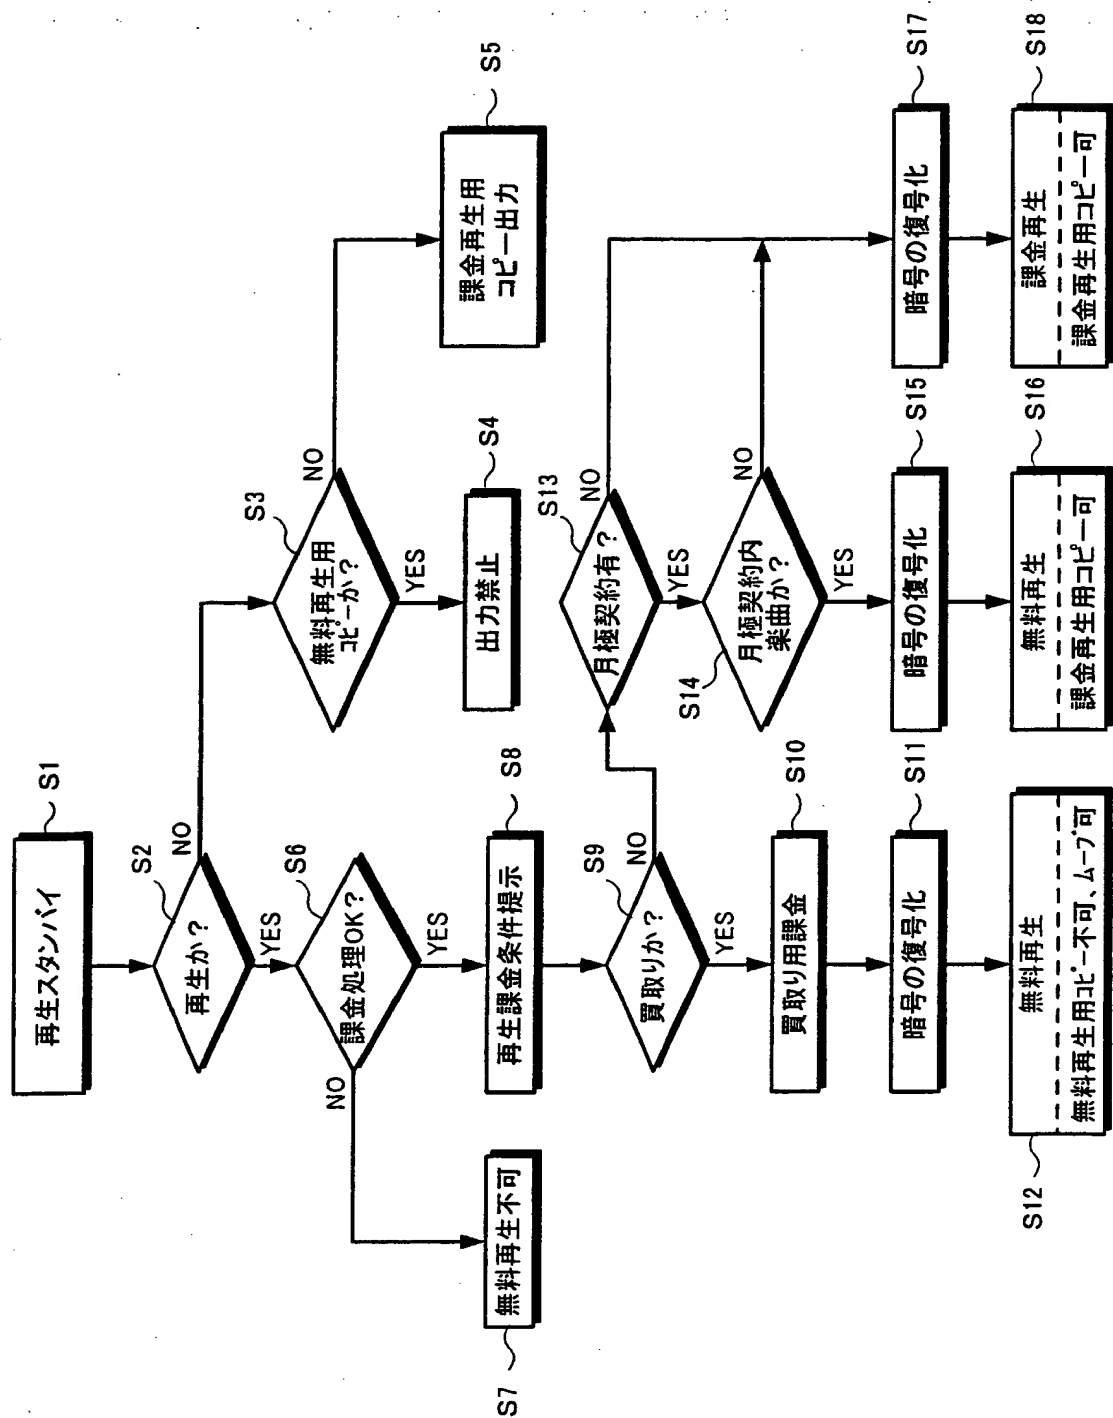 再生スタンバイ
S1
再生か？
S2
NO
YES
無料再生用
コピーか？
S3
NO
YES
出力禁止
S4
課金再生用
コピー出力
S5
課金処理OK？
S6
NO
YES
無料再生不可
S7
再生課金条件提示
S8
買取りか？
S9
NO
YES
買取り用課金
S10
暗号の復号化
S11
無料再生
無料再生用コピー不可、ムーブ可
S12
月極契約有？
S13
NO
YES
月極契約内
楽曲か？
S14
NO
YES
暗号の復号化
S15
無料再生
課金再生用コピー可
S16
暗号の復号化
S17
課金再生
課金再生用コピー可
S18